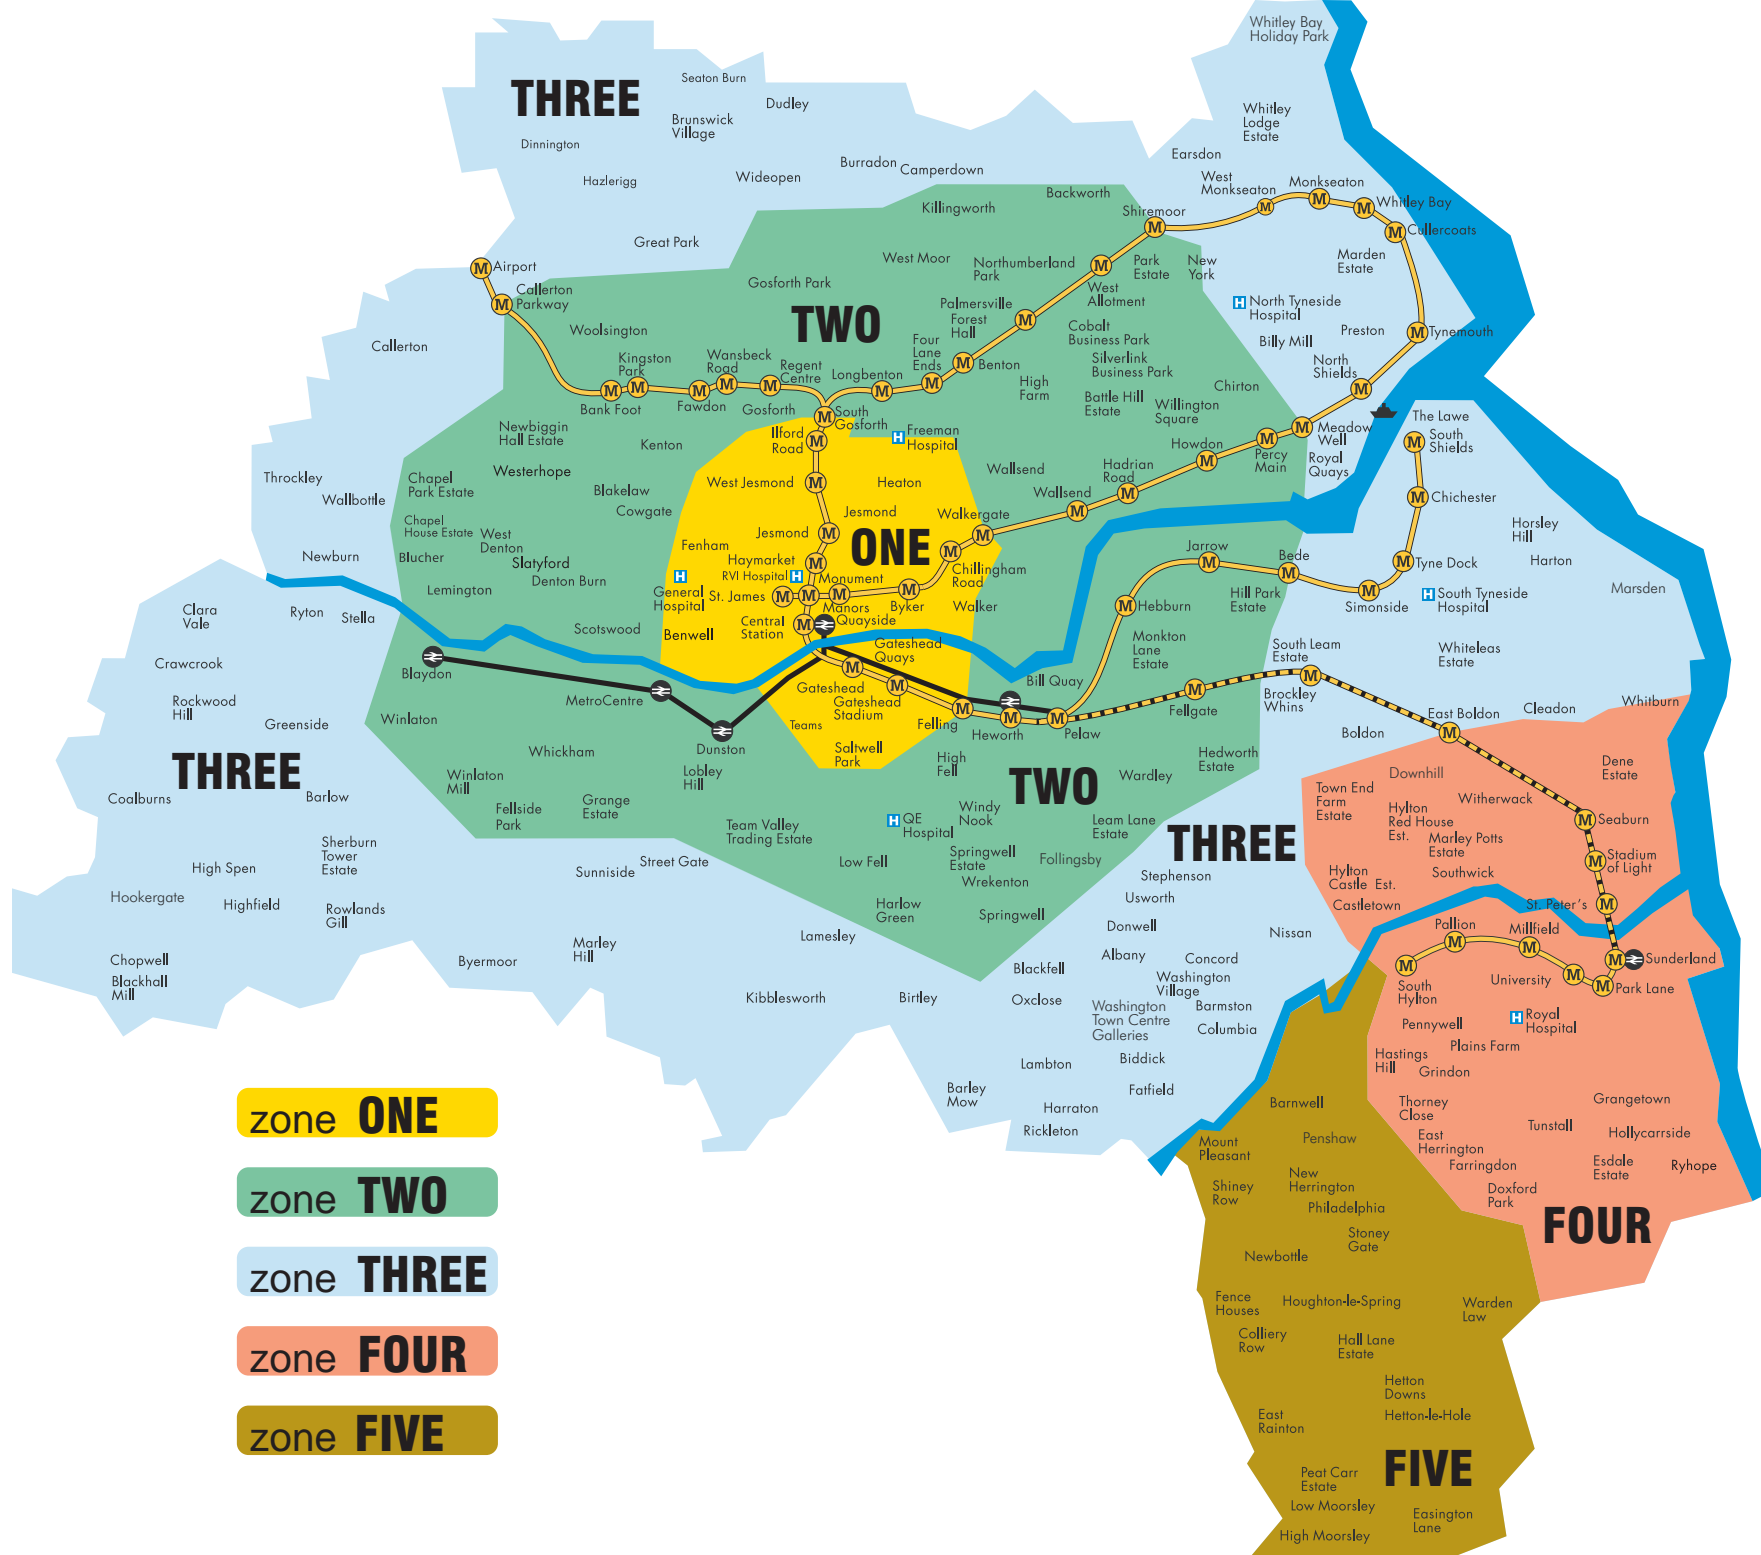 Whitley Bay
Holiday Park
THREE
Seaton Burn
Dudley
Brunswick
Village
Dinnington
Hazlerigg
Wideopen
Burradon
Camperdown
Whitley
Lodge
Estate
Earsdon
West
Monkseaton
Monkseaton
Whitley Bay
Cullercoats
Backworth
Killingworth
Shiremoor
Great Park
West Moor
Northumberland
Park
Park
Estate
New
York
Marden
Estate
Airport
Callerton
Parkway
Gosforth Park
West
Allotment
Palmersville
Forest
Hall
North Tyneside
Hospital
TWO
Woolsington
Callerton
Kingston
Park
Wansbeck
Road
Regent
Centre
Longbenton
Four
Lane
Ends
Benton
Cobalt
Business Park
Silverlink
Business Park
Billy Mill
Preston
Tynemouth
North
Shields
High
Farm
Battle Hill
Estate
Chirton
Willington
Square
Bank Foot
Fawdon
Gosforth
South
Gosforth
Ilford
Road
Freeman
Hospital
Howdon
Percy
Main
Meadow
Well
Royal
Quays
The Lawe
South
Shields
Newbiggin
Hall Estate
Kenton
Westerhope
Throckley
Wallbottle
Chapel
Park Estate
Blakelaw
Cowgate
West Jesmond
Heaton
Wallsend
Hadrian
Road
Wallsend
Chichester
Chapel
House Estate
West
Denton
Jesmond
Jesmond
Walkergate
Horsley
Hill
Harton
Newburn
Blucher
Slatyford
Denton Burn
Fenham
ONE
Haymarket
RVI Hospital
Monument
Chillingham
Road
Jarrow
Bede
Tyne Dock
Lemington
General
Hospital
St. James
Manors
Byker
Walker
Hebburn
Hill Park
Estate
Simonside
South Tyneside
Hospital
Marsden
Clara
Vale
Ryton
Stella
Scotswood
Benwell
Central
Station
Quayside
Gateshead
Quays
Monkton
Lane
Estate
South Leam
Estate
Whiteleas
Estate
Crawcrook
Blaydon
MetroCentre
Gateshead
Gateshead
Stadium
Bill Quay
Fellgate
Brockley
Whins
Rockwood
Hill
Greenside
Winlaton
Teams
Felling
Heworth
Pelaw
East Boldon
Cleadon
Whitburn
Whickham
Dunston
Saltwell
Park
High
Fell
Hedworth
Estate
Boldon
THREE
Coalburns
Barlow
Winlaton
Mill
Fellside
Park
Grange
Estate
Lobley
Hill
TWO
Wardley
Town End
Farm
Estate
Downhill
Dene
Estate
Witherwack
Hylton
Red House
Est.
Seaburn
Sherburn
Tower
Estate
Team Valley
Trading Estate
QE
Hospital
Windy
Nook
Leam Lane
Estate
Marley Potts
Estate
Stadium
of Light
THREE
High Spen
Street Gate
Sunniside
Low Fell
Springwell
Estate
Follingsby
Wrekenton
Stephenson
Hylton
Castle Est.
Southwick
Hookergate
Highfield
Rowlands
Gill
Harlow
Green
Springwell
Usworth
Castletown
St. Peter's
Donwell
Nissan
Pallion
Millfield
Lamesley
Marley
Hill
Byermoor
Chopwell
Blackhall
Mill
Albany
Concord
Sunderland
Blackfell
Washington
Village
South
Hylton
University
Park Lane
Kibblesworth
Birtley
Oxclose
Washington
Town Centre
Galleries
Barmston
Columbia
Pennywell
Royal
Hospital
Plains Farm
Hastings
Hill
Grindon
Lambton
Biddick
Barley
Mow
Fatfield
Harraton
Rickleton
Barnwell
Thorney
Close
Grangetown
Mount
Pleasant
Penshaw
East
Herrington
Tunstall
Hollycarrside
Farringdon
Esdale
Estate
Ryhope
Shiney
Row
New
Herrington
Philadelphia
Doxford
Park
FOUR
Stoney
Gate
Newbottle
Fence
Houses
Houghton-le-Spring
Warden
Law
Colliery
Row
Hall Lane
Estate
Hetton
Downs
East
Rainton
Hetton-le-Hole
FIVE
Peat Carr
Estate
Low Moorsley
Easington
Lane
High Moorsley
zone ONE
zone TWO
zone THREE
zone FOUR
zone FIVE